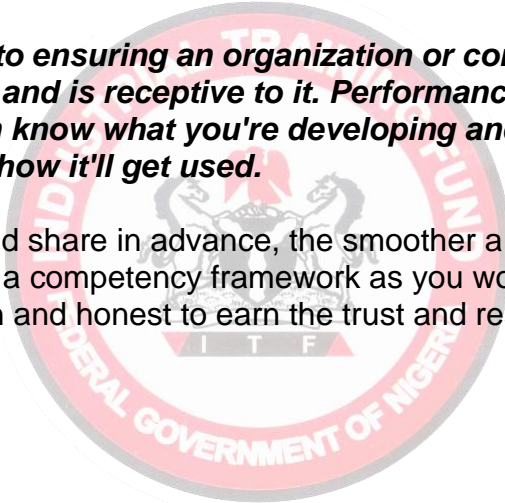 to ensuring an organization or co
and is receptive to it. Performance
know what you're developing and
how it'll get used.
d share in advance, the smoother a
a competency framework as you wo
n and honest to earn the trust and re
INDUSTRIAL TRAINING FUND
I T F
FEDERAL GOVERNMENT OF NIGERIA